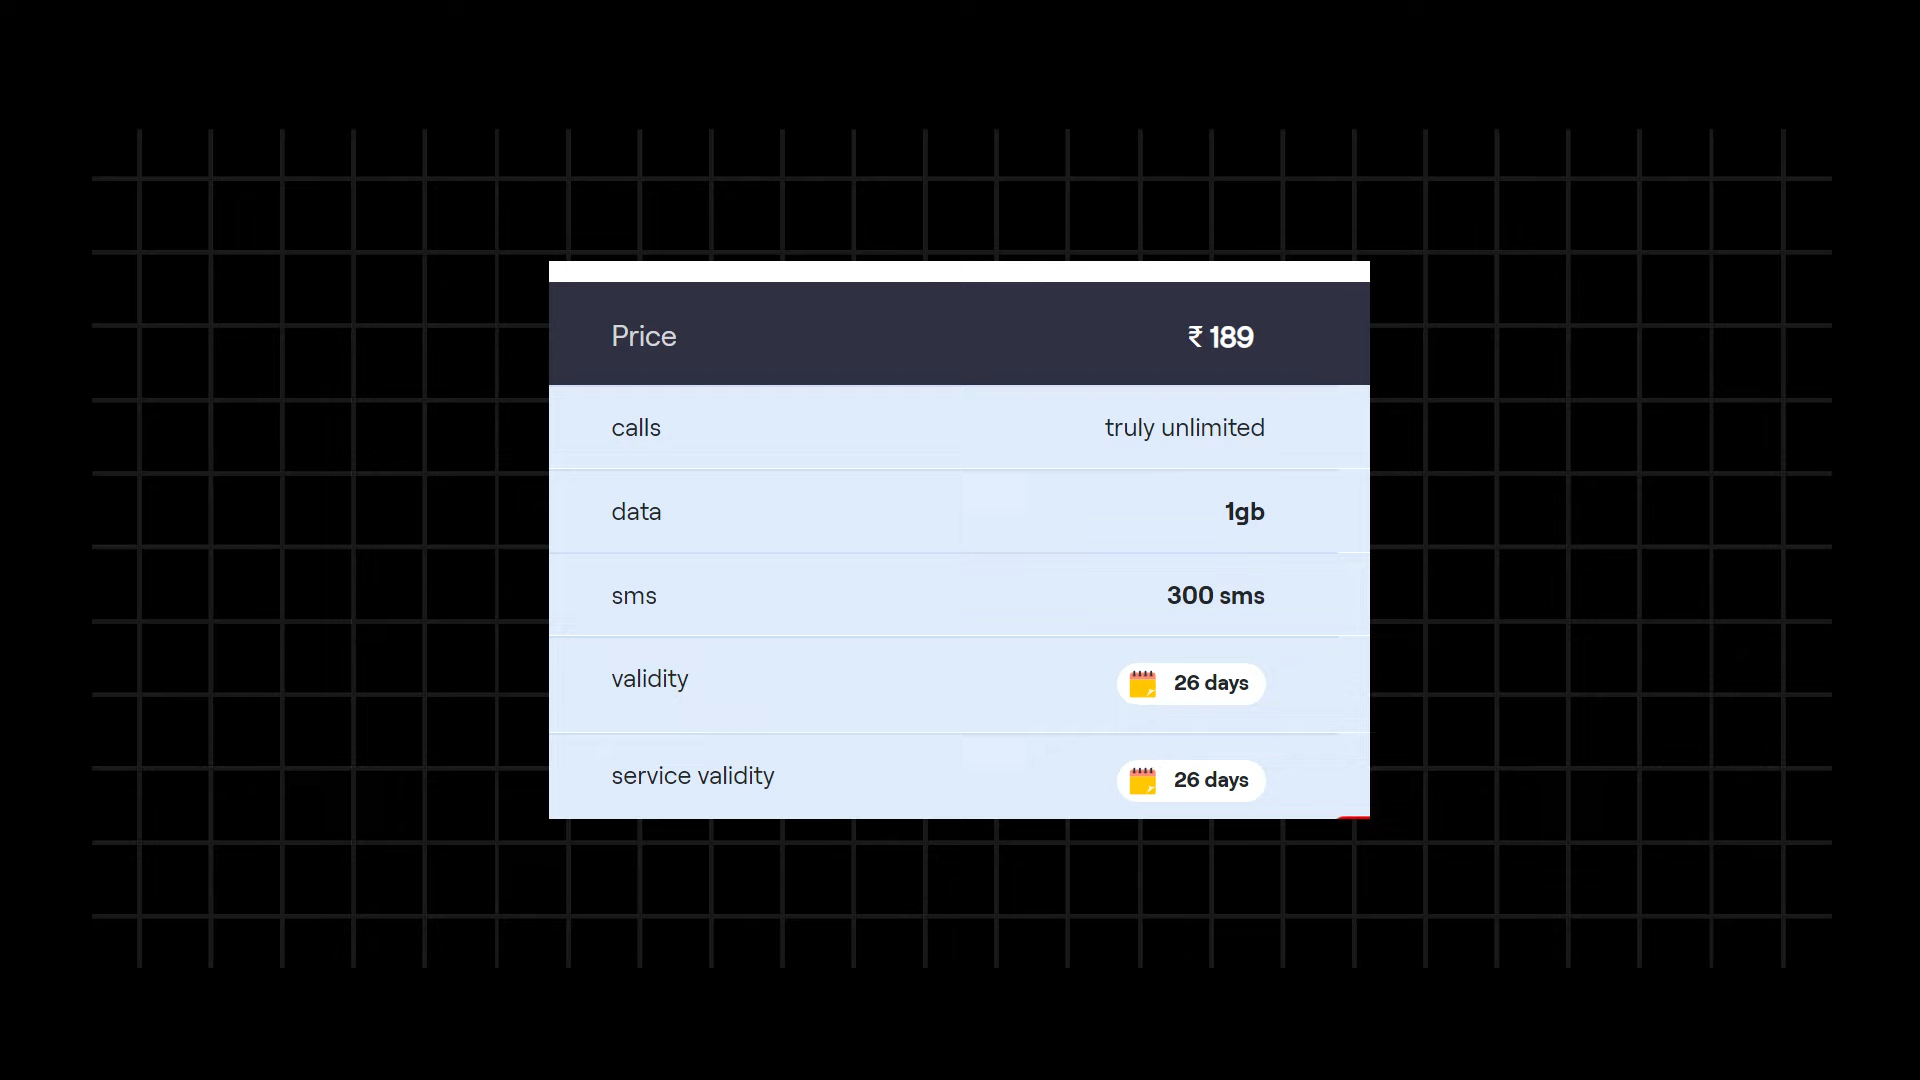 Price ₹ 189
calls truly unlimited
data 1gb
sms 300 sms
validity 26 days
service validity 26 days